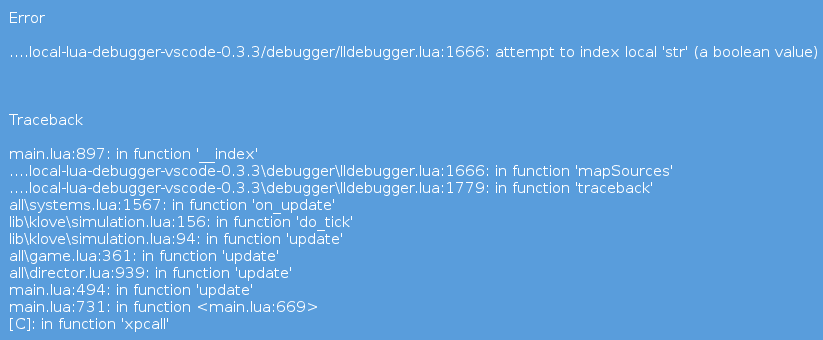 Error
....local-lua-debugger-vscode-0.3.3/debugger/lldebugger.lua:1666: attempt to index local 'str' (a boolean value)
Traceback
main.lua:897: in function '__index'
....local-lua-debugger-vscode-0.3.3\debugger\lldebugger.lua:1666: in function 'mapSources'
....local-lua-debugger-vscode-0.3.3\debugger\lldebugger.lua:1779: in function 'traceback'
all\systems.lua:1567: in function 'on_update'
lib\klove\simulation.lua:156: in function 'do_tick'
lib\klove\simulation.lua:94: in function 'update'
all\game.lua:361: in function 'update'
all\director.lua:939: in function 'update'
main.lua:494: in function 'update'
main.lua:731: in function <main.lua:669>
[C]: in function 'xpcall'